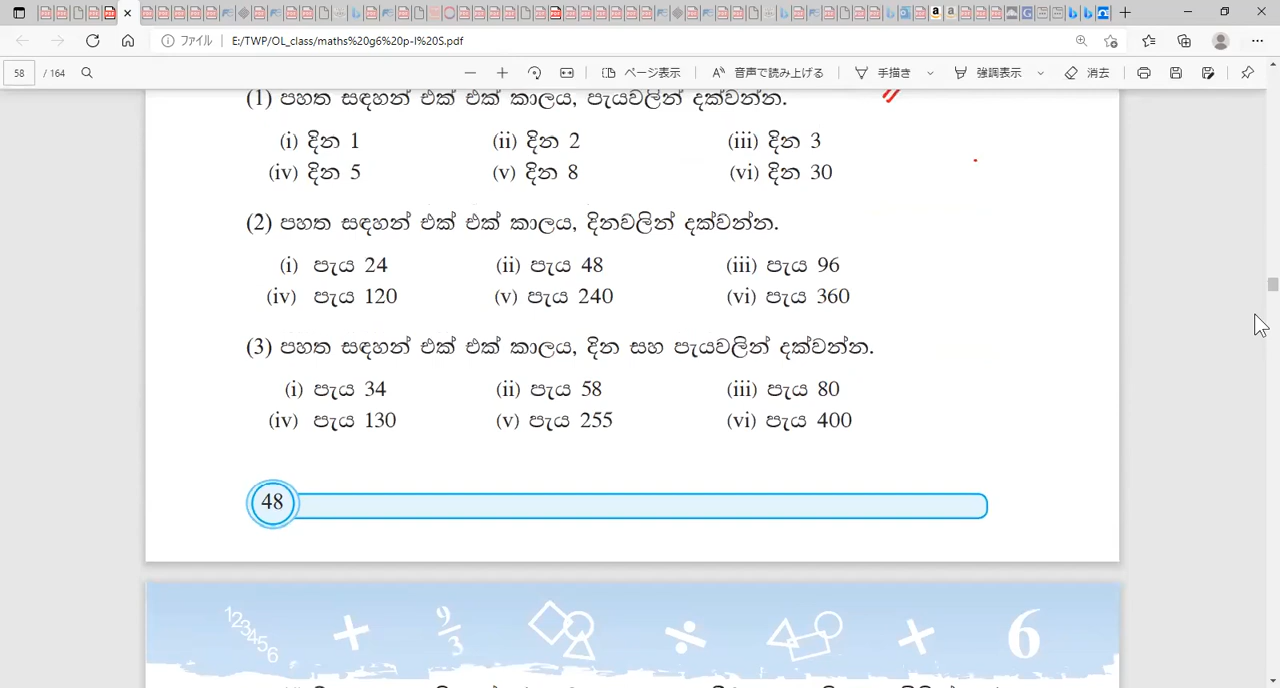 ファイル E:/TWP/OL_class/maths%20g6%20p-I%20S.pdf
58 / 164 ページ表示 音声で読み上げる 手描き 強調表示 消去
(1) පහත සඳහන් එක් එක් කාලය, පැයවලින් දක්වන්න.
(i) දින 1 (ii) දින 2 (iii) දින 3
(iv) දින 5 (v) දින 8 (vi) දින 30
(2) පහත සඳහන් එක් එක් කාලය, දිනවලින් දක්වන්න.
(i) පැය 24 (ii) පැය 48 (iii) පැය 96
(iv) පැය 120 (v) පැය 240 (vi) පැය 360
(3) පහත සඳහන් එක් එක් කාලය, දින සහ පැයවලින් දක්වන්න.
(i) පැය 34 (ii) පැය 58 (iii) පැය 80
(iv) පැය 130 (v) පැය 255 (vi) පැය 400
48
123456 + 9/3 ÷ + 6